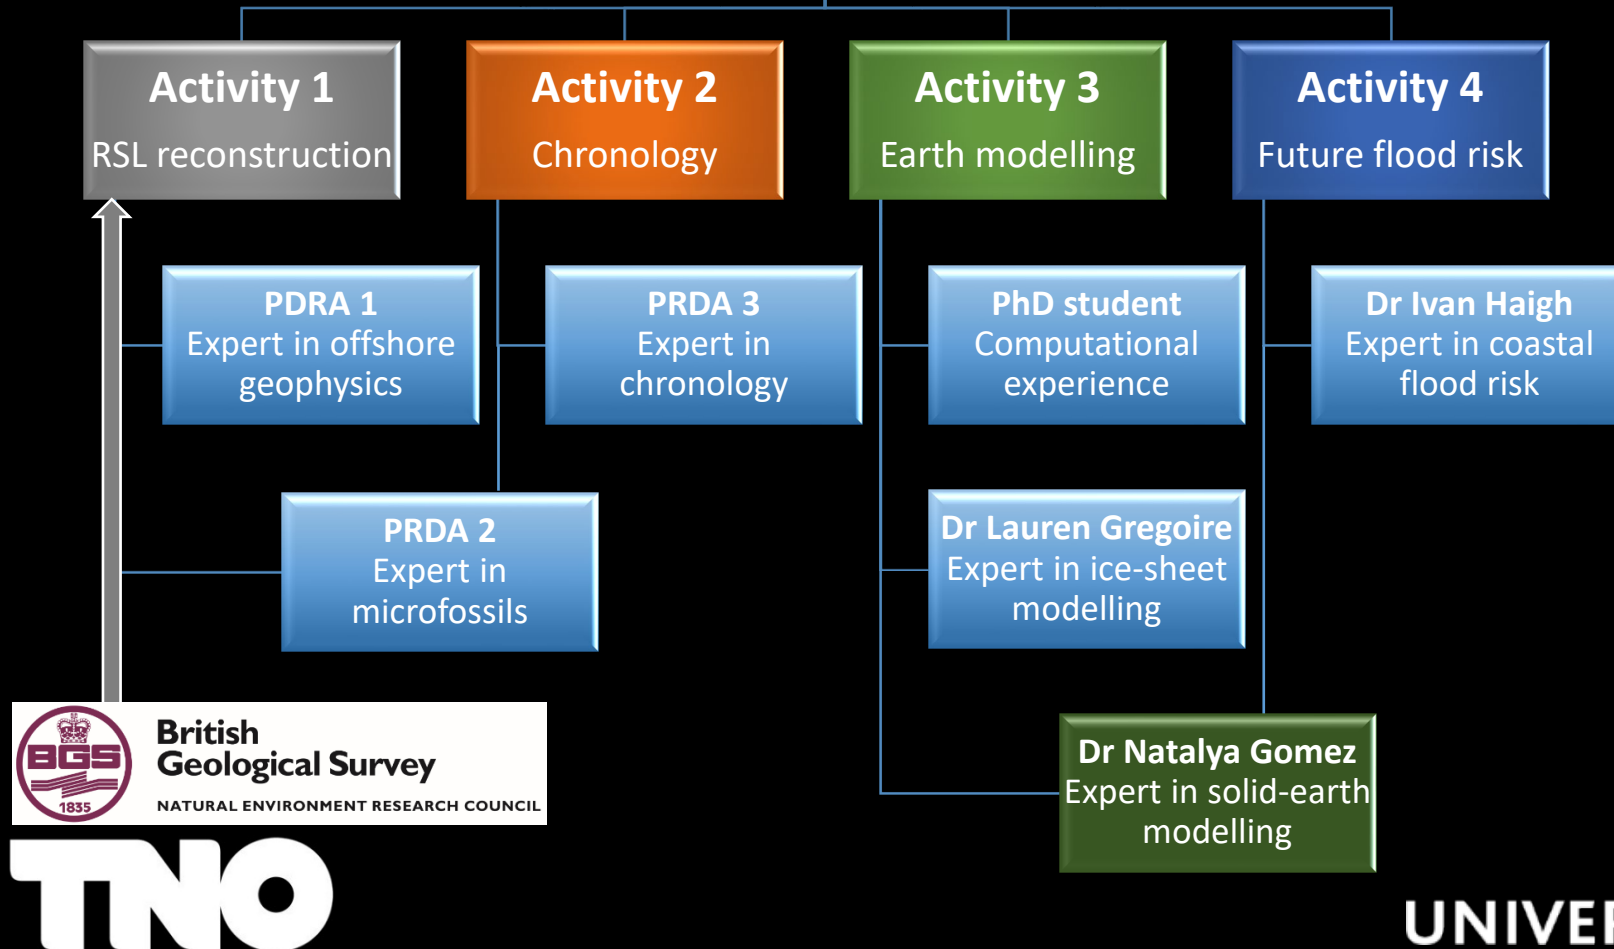 Activity 1
RSL reconstruction
Activity 2
Chronology
Activity 3
Earth modelling
Activity 4
Future flood risk
PDRA 1
Expert in offshore
geophysics
PRDA 3
Expert in
chronology
PhD student
Computational
experience
Dr Ivan Haigh
Expert in coastal
flood risk
PRDA 2
Expert in
microfossils
Dr Lauren Gregoire
Expert in ice-sheet
modelling
Dr Natalya Gomez
Expert in solid-earth
modelling
BGS
1835
British
Geological Survey
NATURAL ENVIRONMENT RESEARCH COUNCIL
TNO